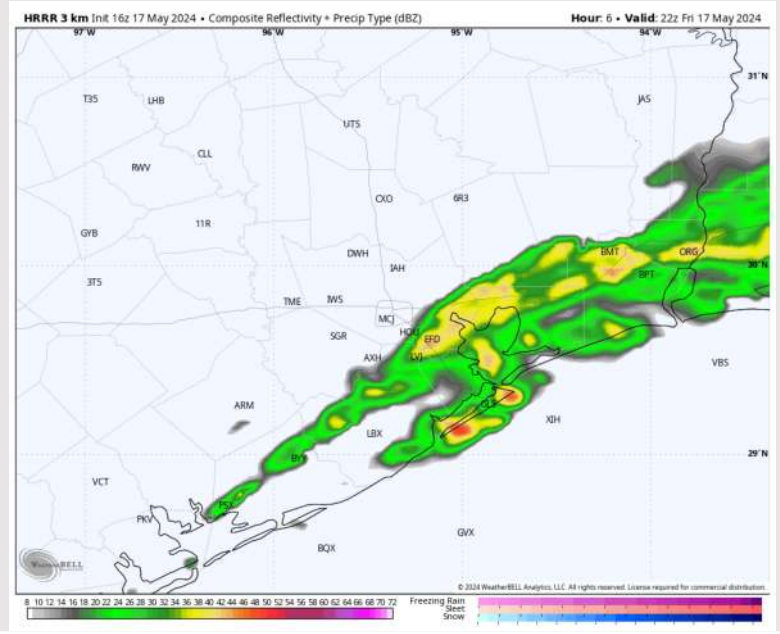 HRRR 3 km Init 16z 17 May 2024 • Composite Reflectivity + Precip Type (dBZ)
Hour: 6 • Valid: 22z Fri 17 May 2024
97°W 96°W 95°W 94°W
31°N
T35 LHB JAS
UTS
CLL
RWV
CXO 6R3
11R
GYB
DWH BMT ORG
30°N
IAH BPT
3T5
TME IWS
MCJ
SGR HOU EFD
AXH LVJ VBS
ARM GLS
LBX XIH
BYY 29°N
VCT
PSX
PKV
GVX
BQX
WeatherBELL
© 2024 WeatherBELL Analytics, LLC. All rights reserved. License required for commercial distribution.
8 10 12 14 16 18 20 22 24 26 28 30 32 34 36 38 40 42 44 46 48 50 52 54 56 58 60 62 64 66 68 70 72
Freezing Rain
Sleet
Snow